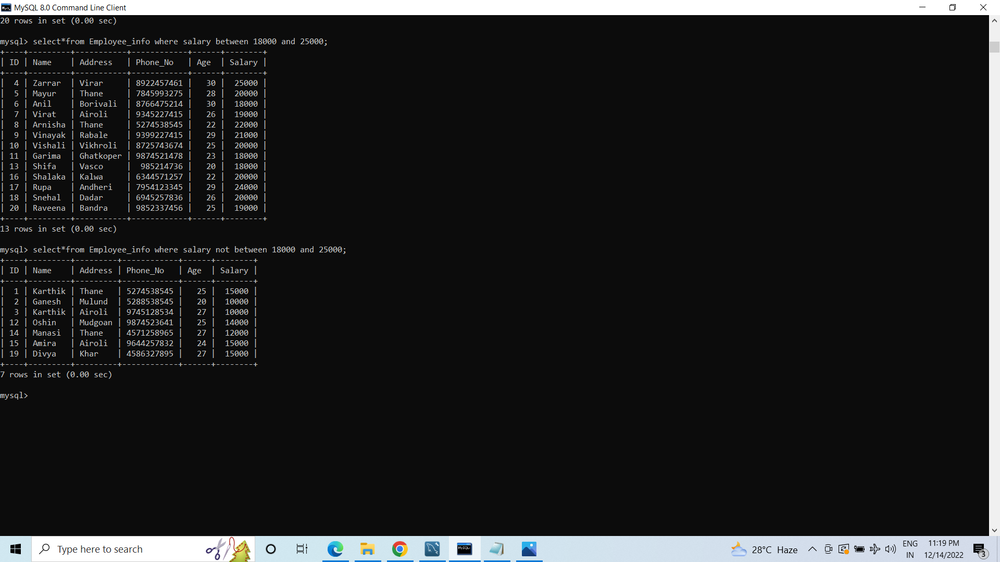 MySQL 8.0 Command Line Client
20 rows in set (0.00 sec)
mysql> select*from Employee_info where salary between 18000 and 25000;
+----+---------+-----------+------------+------+--------+
| ID | Name    | Address   | Phone_No   | Age  | Salary |
+----+---------+-----------+------------+------+--------+
|  4 | Zarrar  | Virar     | 8922457461 |   30 |  25000 |
|  5 | Mayur   | Thane     | 7845993275 |   28 |  20000 |
|  6 | Anil    | Borivali  | 8766475214 |   30 |  18000 |
|  7 | Virat   | Airoli    | 9345227415 |   26 |  19000 |
|  8 | Arnisha | Thane     | 5274538545 |   22 |  22000 |
|  9 | Vinayak | Rabale    | 9399227415 |   29 |  21000 |
| 10 | Vishali | Vikhroli  | 8725743674 |   25 |  20000 |
| 11 | Garima  | Ghatkoper | 9874521478 |   23 |  18000 |
| 13 | Shifa   | Vasco     |  985214736 |   20 |  18000 |
| 16 | Shalaka | Kalwa     | 6344571257 |   22 |  20000 |
| 17 | Rupa    | Andheri   | 7954123345 |   29 |  24000 |
| 18 | Snehal  | Dadar     | 6945257836 |   26 |  20000 |
| 20 | Raveena | Bandra    | 9852337456 |   25 |  19000 |
+----+---------+-----------+------------+------+--------+
13 rows in set (0.00 sec)
mysql> select*from Employee_info where salary not between 18000 and 25000;
+----+---------+---------+------------+------+--------+
| ID | Name    | Address | Phone_No   | Age  | Salary |
+----+---------+---------+------------+------+--------+
|  1 | Karthik | Thane   | 5274538545 |   25 |  15000 |
|  2 | Ganesh  | Mulund  | 5288538545 |   20 |  10000 |
|  3 | Karthik | Airoli  | 9745128534 |   27 |  10000 |
| 12 | Oshin   | Mudgoan | 9874523641 |   25 |  14000 |
| 14 | Manasi  | Thane   | 4571258965 |   27 |  12000 |
| 15 | Amira   | Airoli  | 9644257832 |   24 |  15000 |
| 19 | Divya   | Khar    | 4586327895 |   27 |  15000 |
+----+---------+---------+------------+------+--------+
7 rows in set (0.00 sec)
mysql>
Type here to search
MySQL
28°C Haze
ENG
IN
11:19 PM
12/14/2022
3